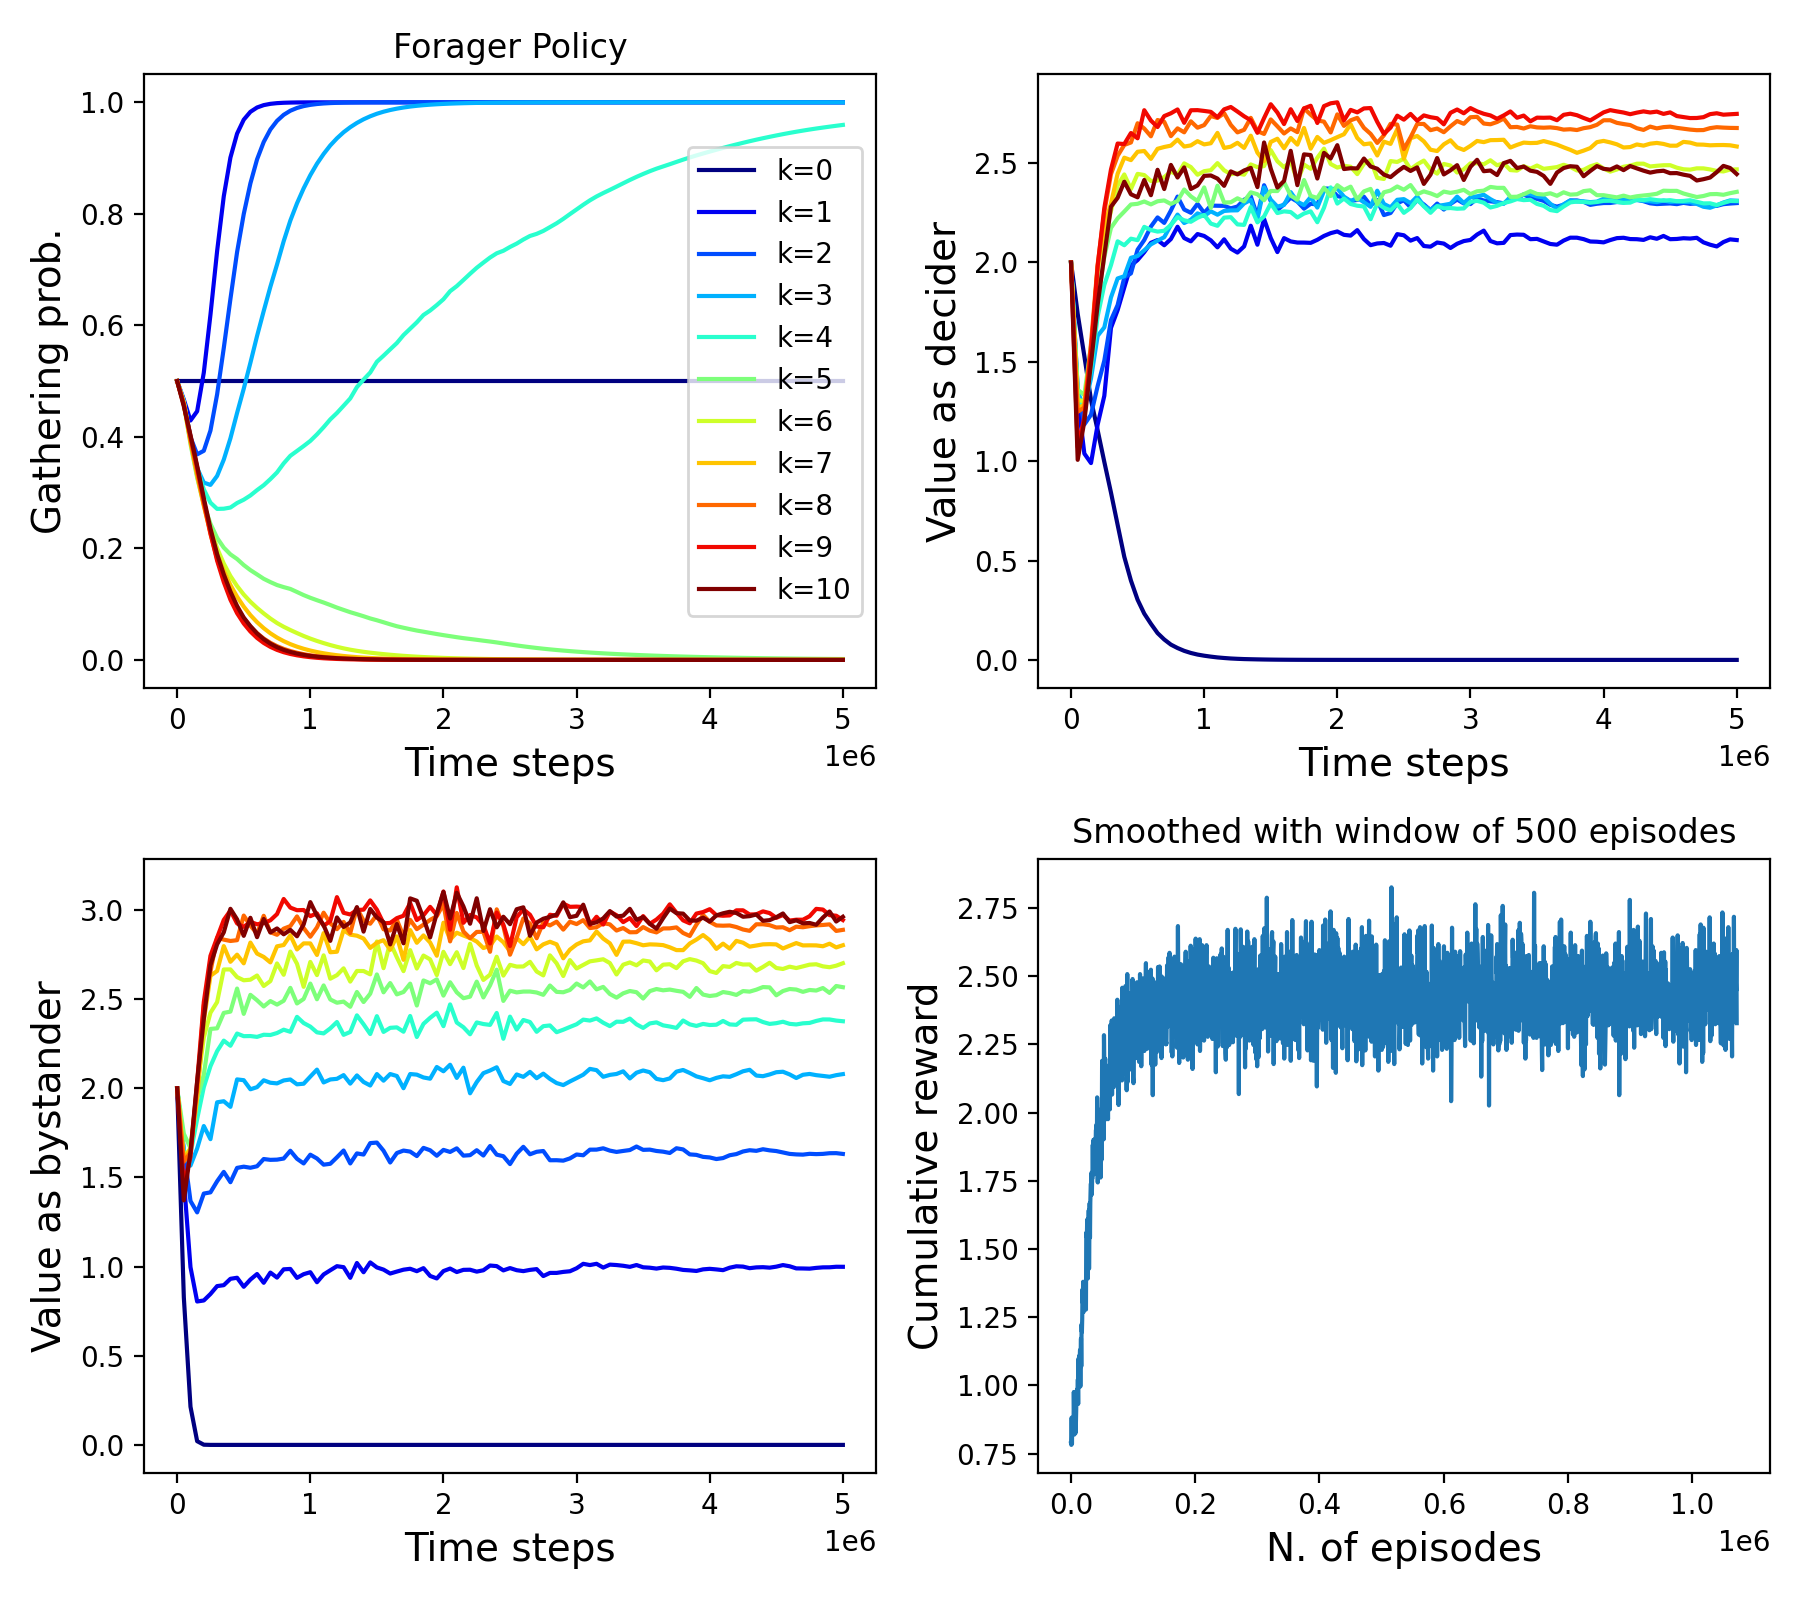 Forager Policy
Gathering prob.
1.0
0.8
0.6
0.4
0.2
0.0
k=0
k=1
k=2
k=3
k=4
k=5
k=6
k=7
k=8
k=9
k=10
0 1 2 3 4 5
1e6
Time steps
Value as decider
2.5
2.0
1.5
1.0
0.5
0.0
0 1 2 3 4 5
1e6
Time steps
Value as bystander
3.0
2.5
2.0
1.5
1.0
0.5
0.0
0 1 2 3 4 5
1e6
Time steps
Smoothed with window of 500 episodes
Cumulative reward
2.75
2.50
2.25
2.00
1.75
1.50
1.25
1.00
0.75
0.0 0.2 0.4 0.6 0.8 1.0
1e6
N. of episodes